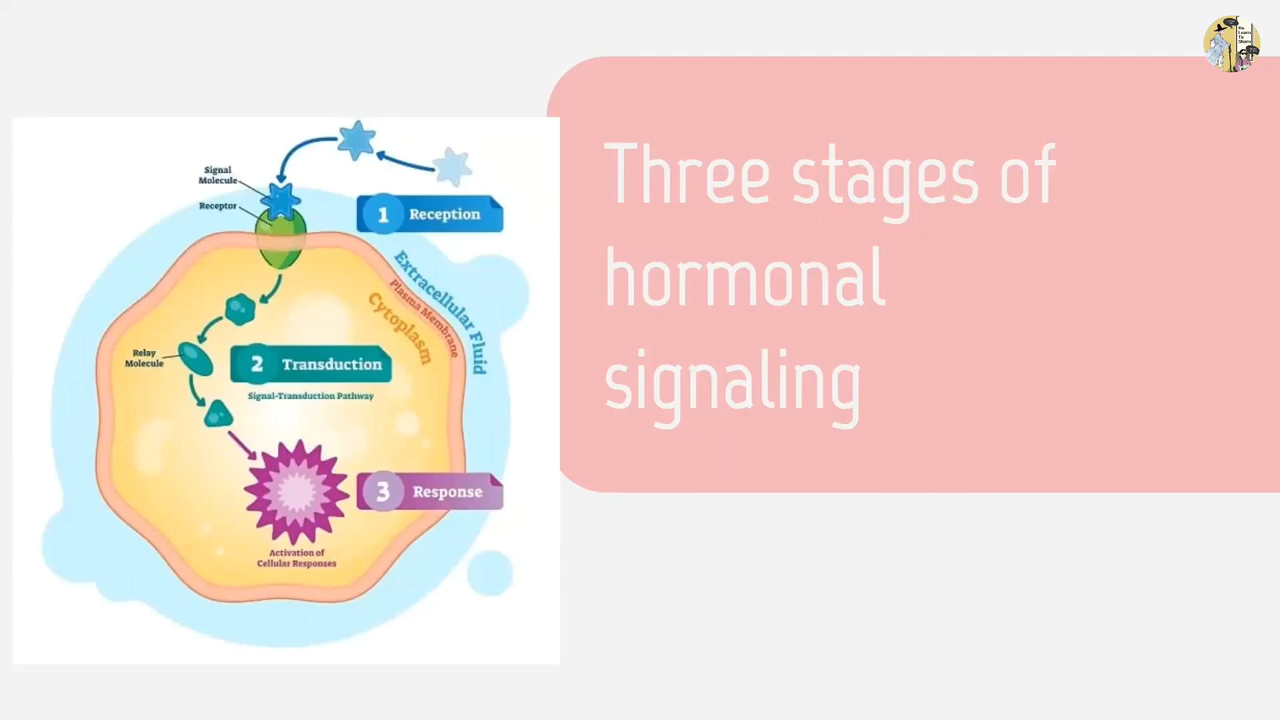 Three stages of
hormonal
signaling
Signal
Molecule
Receptor
1 Reception
Extracellular Fluid
Plasma Membrane
Cytoplasm
Relay
Molecule
2 Transduction
Signal-Transduction Pathway
3 Response
Activation of
Cellular Responses